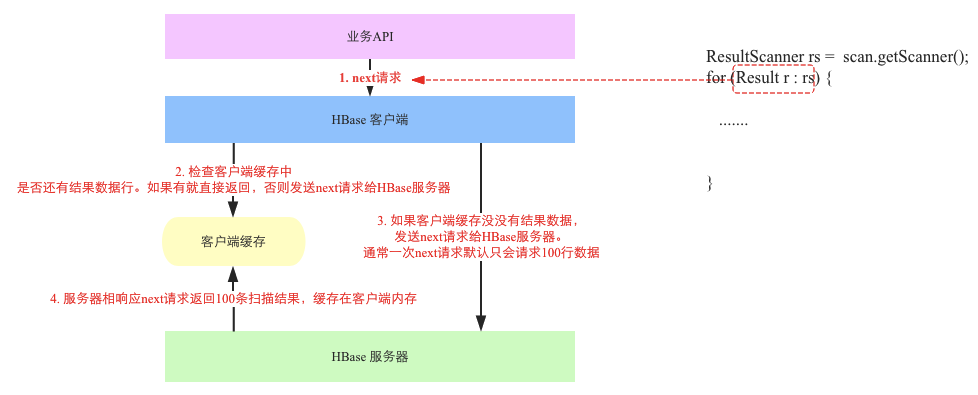 业务API
1. next请求
ResultScanner rs = scan.getScanner();
for (Result r : rs) {
.......
}
HBase 客户端
2. 检查客户端缓存中
是否还有结果数据行。如果有就直接返回，否则发送next请求给HBase服务器
3. 如果客户端缓存没没有结果数据，
发送next请求给HBase服务器。
通常一次next请求默认只会请求100行数据
客户端缓存
4. 服务器相响应next请求返回100条扫描结果，缓存在客户端内存
HBase 服务器